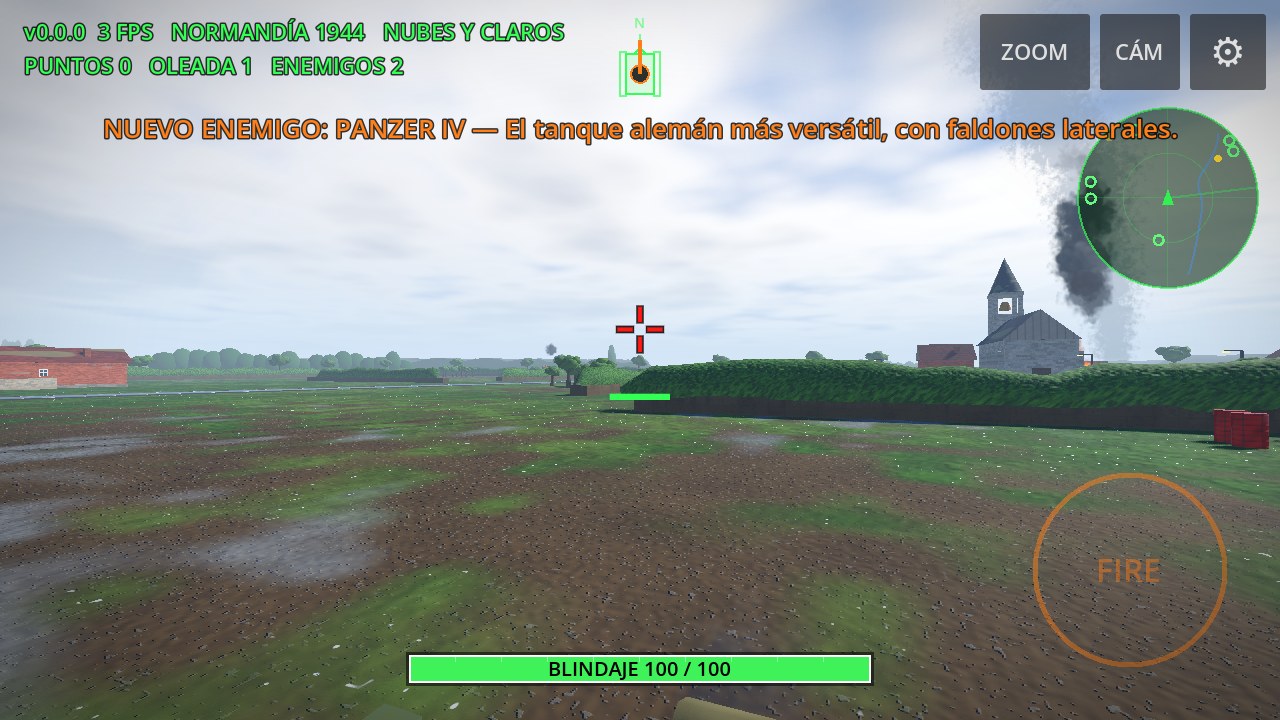 v0.0.0 3 FPS NORMANDÍA 1944 NUBES Y CLAROS
PUNTOS 0 OLEADA 1 ENEMIGOS 2
N
ZOOM
CÁM
NUEVO ENEMIGO: PANZER IV — El tanque alemán más versátil, con faldones laterales.
FIRE
BLINDAJE 100 / 100